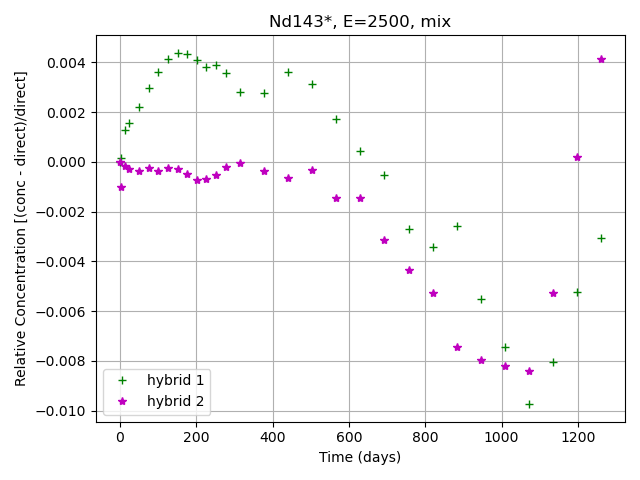 Nd143*, E=2500, mix
Relative Concentration [(conc - direct)/direct]
0.004
0.002
0.000
−0.002
−0.004
−0.006
−0.008
−0.010
hybrid 1
hybrid 2
0 200 400 600 800 1000 1200
Time (days)